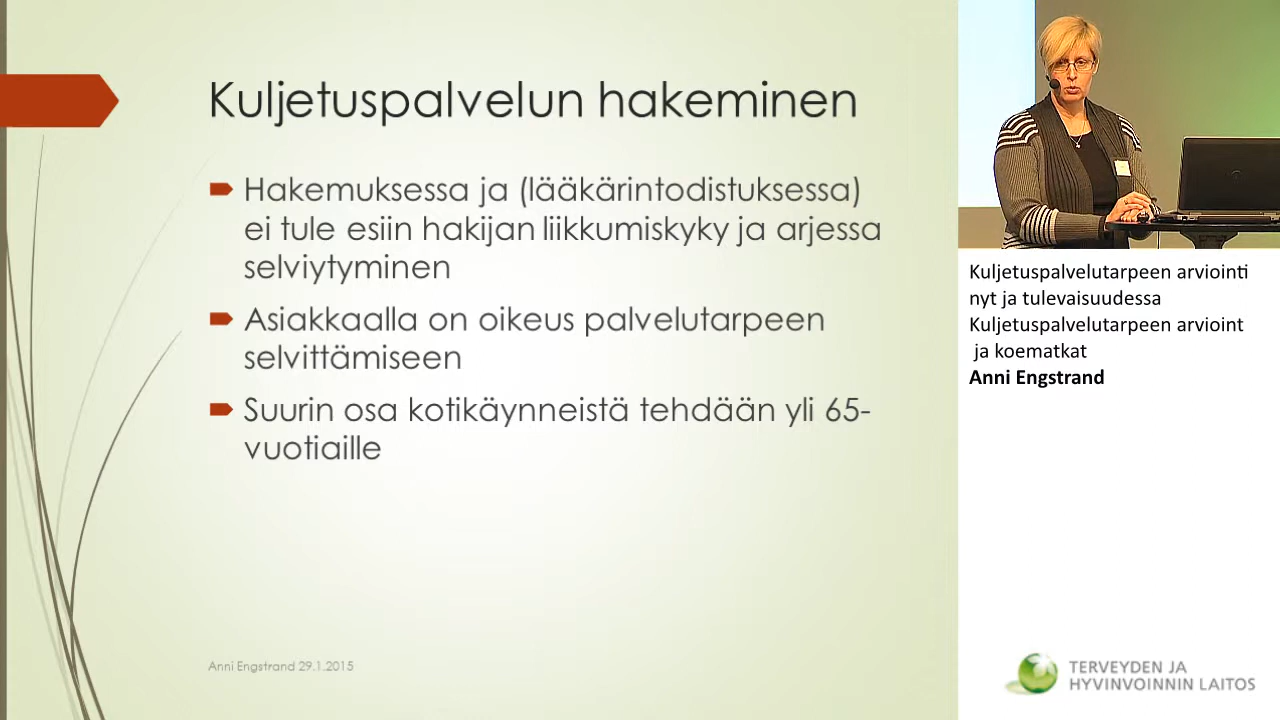 Kuljetuspalvelun hakeminen
Hakemuksessa ja (lääkärintodistuksessa)
ei tule esiin hakijan liikkumiskyky ja arjessa
selviytyminen
Asiakkaalla on oikeus palvelutarpeen
selvittämiseen
Suurin osa kotikäynneistä tehdään yli 65-
vuotiaille
Anni Engstrand 29.1.2015
Kuljetuspalvelutarpeen arviointi
nyt ja tulevaisuudessa
Kuljetuspalvelutarpeen arvioint
ja koematkat
Anni Engstrand
TERVEYDEN JA
HYVINVOINNIN LAITOS